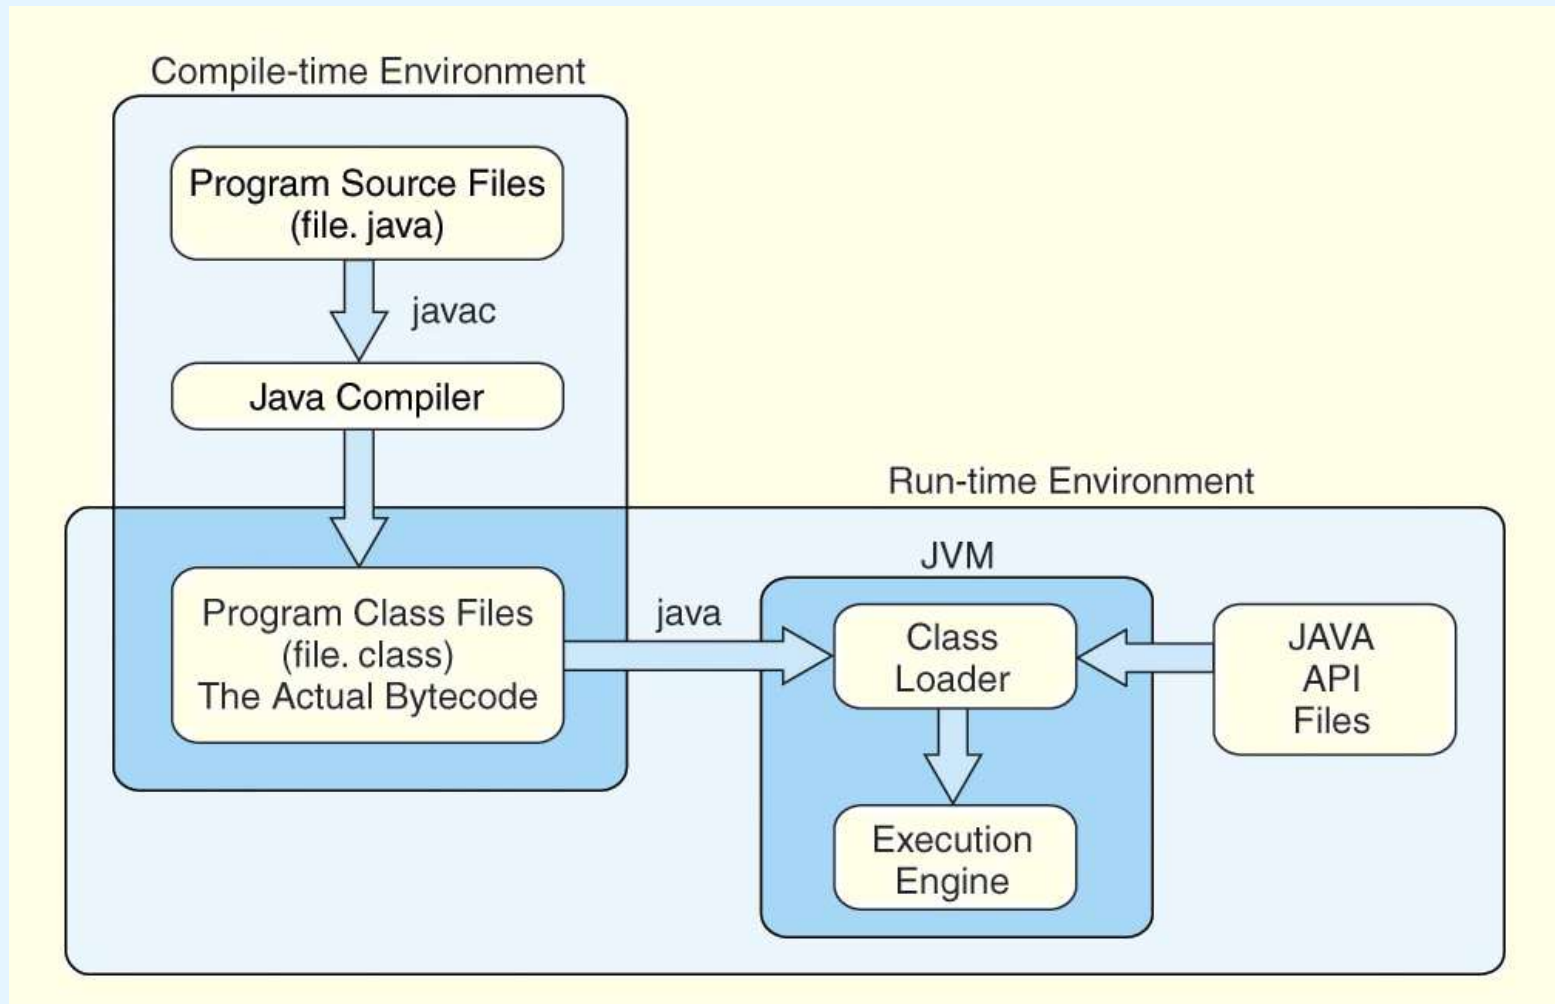 Compile-time Environment
Program Source Files
(file. java)
javac
Java Compiler
Run-time Environment
JVM
Program Class Files
(file. class)
The Actual Bytecode
java
Class
Loader
JAVA
API
Files
Execution
Engine